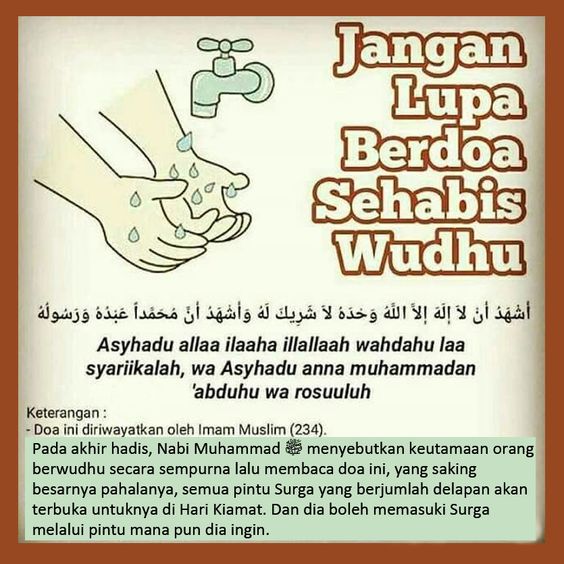 Jangan
Lupa
Berdoa
Sehabis
Wudhu
أَشْهَدُ أَنْ لاَ إِلَهَ إِلاَّ اللَّهُ وَحْدَهُ لاَ شَرِيكَ لَهُ وَأَشْهَدُ أَنَّ مُحَمَّداً عَبْدُهُ وَرَسُولُهُ
Asyhadu allaa ilaaha illallaah wahdahu laa
syariikalah, wa Asyhadu anna muhammadan
'abduhu wa rosuuluh
Keterangan :
- Doa ini diriwayatkan oleh Imam Muslim (234).
Pada akhir hadis, Nabi Muhammad ﷺ menyebutkan keutamaan orang
berwudhu secara sempurna lalu membaca doa ini, yang saking
besarnya pahalanya, semua pintu Surga yang berjumlah delapan akan
terbuka untuknya di Hari Kiamat. Dan dia boleh memasuki Surga
melalui pintu mana pun dia ingin.